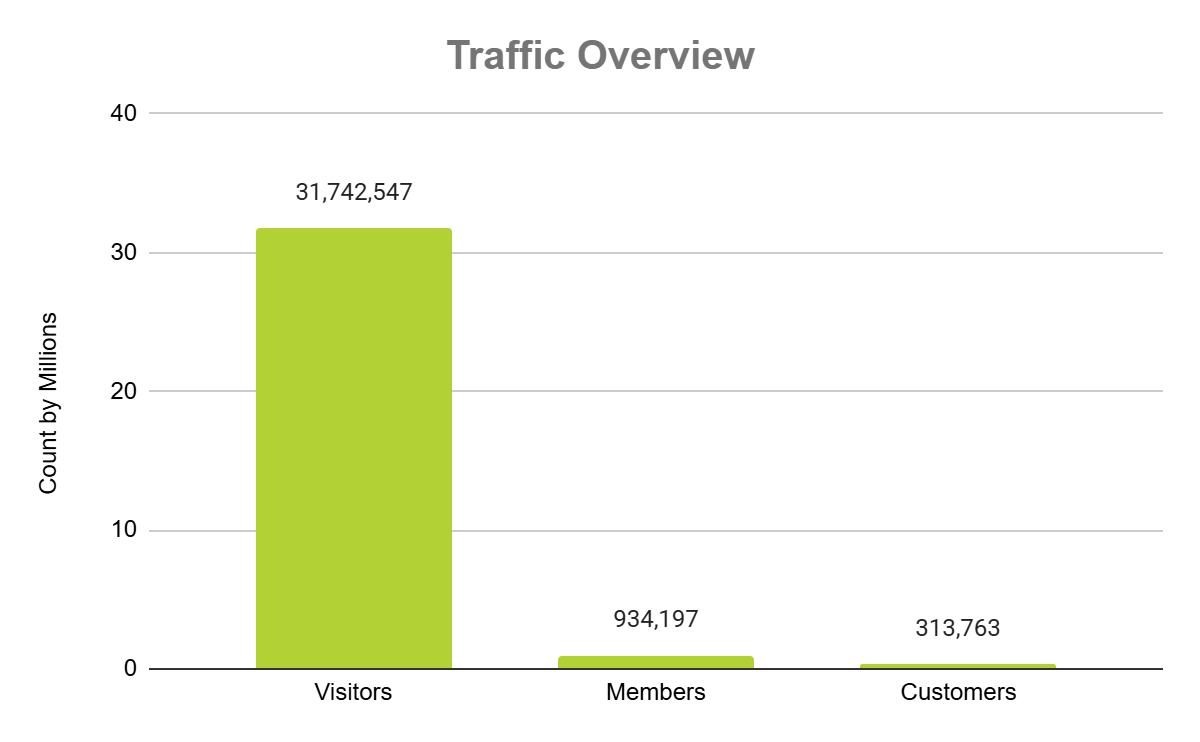 Traffic Overview
40
31,742,547
30
Count by Millions
20
10
934,197
313,763
0
Visitors
Members
Customers